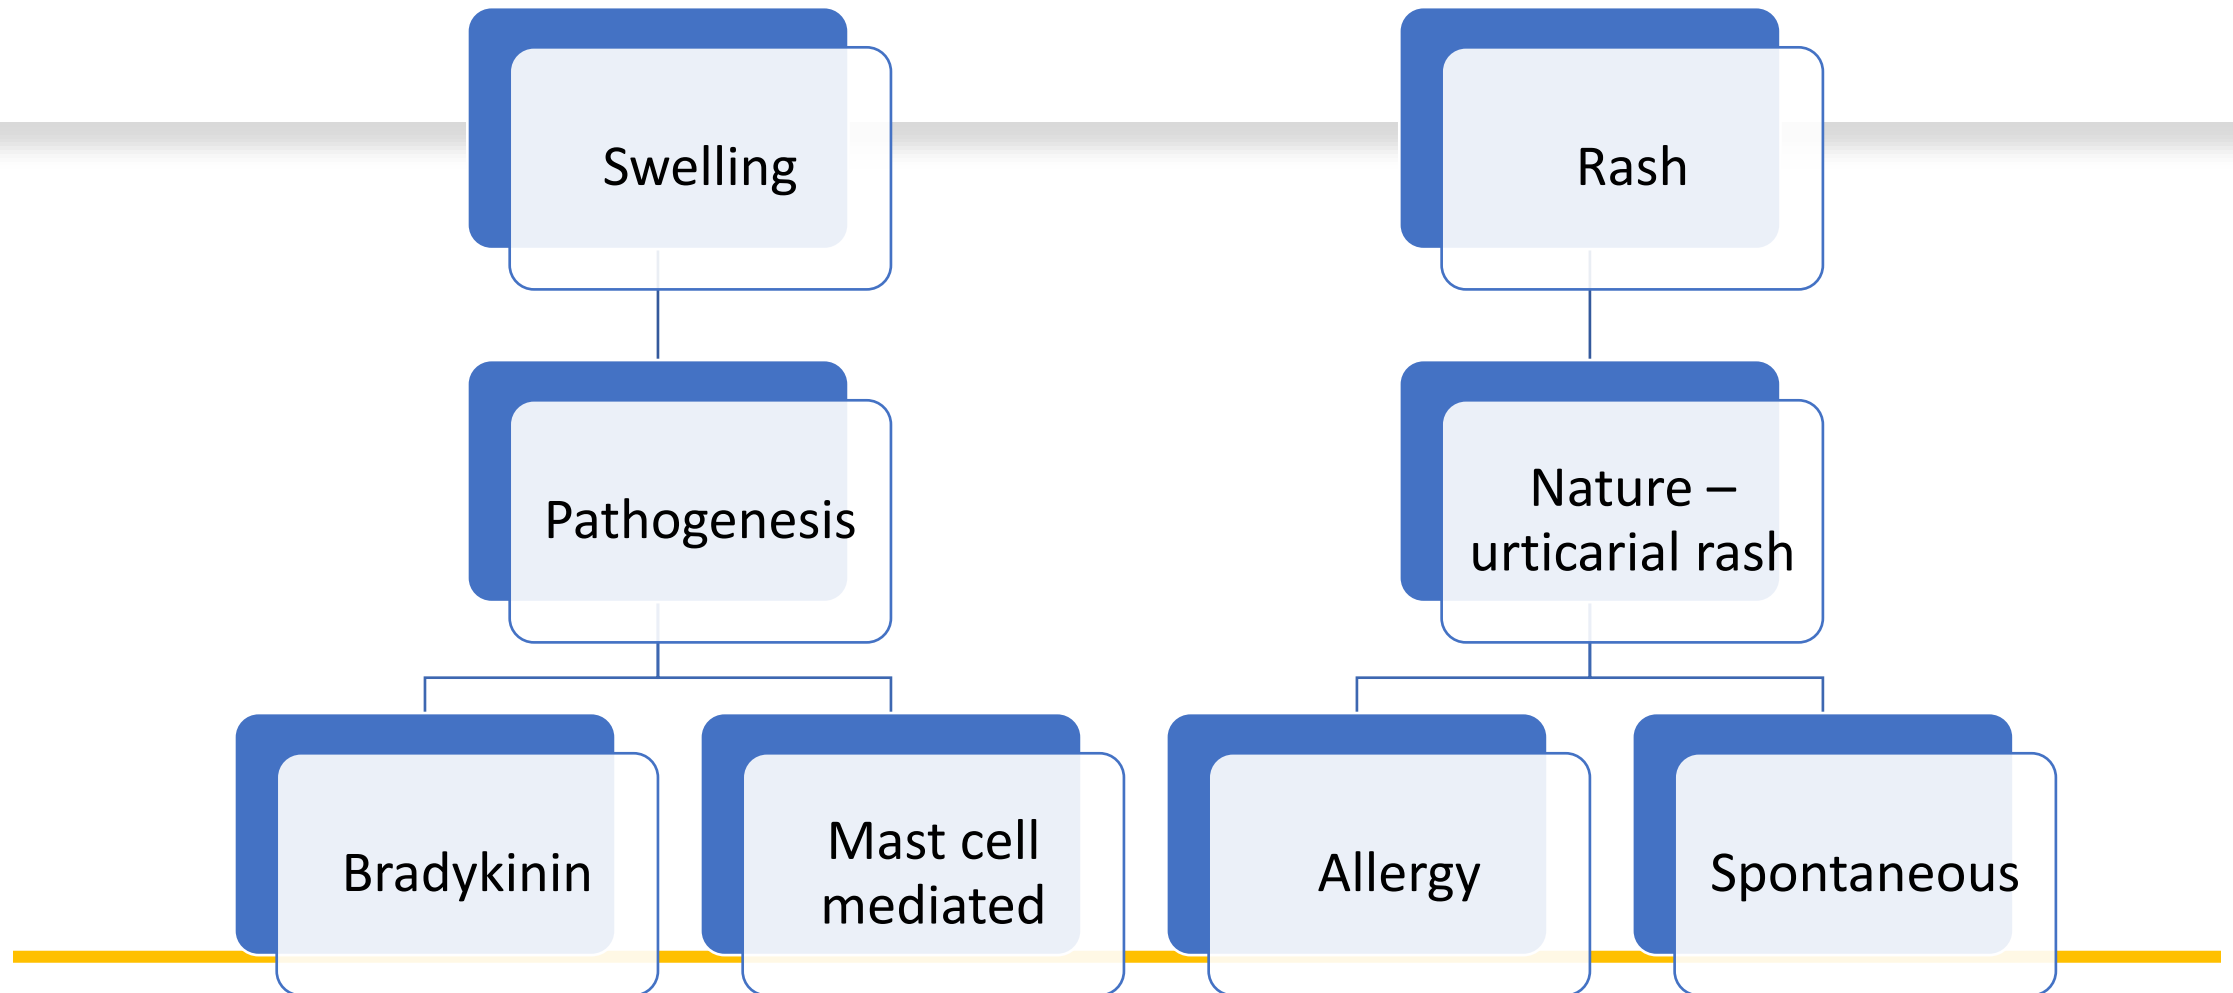 Swelling
Rash
Pathogenesis
Nature –
urticarial rash
Bradykinin
Mast cell
mediated
Allergy
Spontaneous